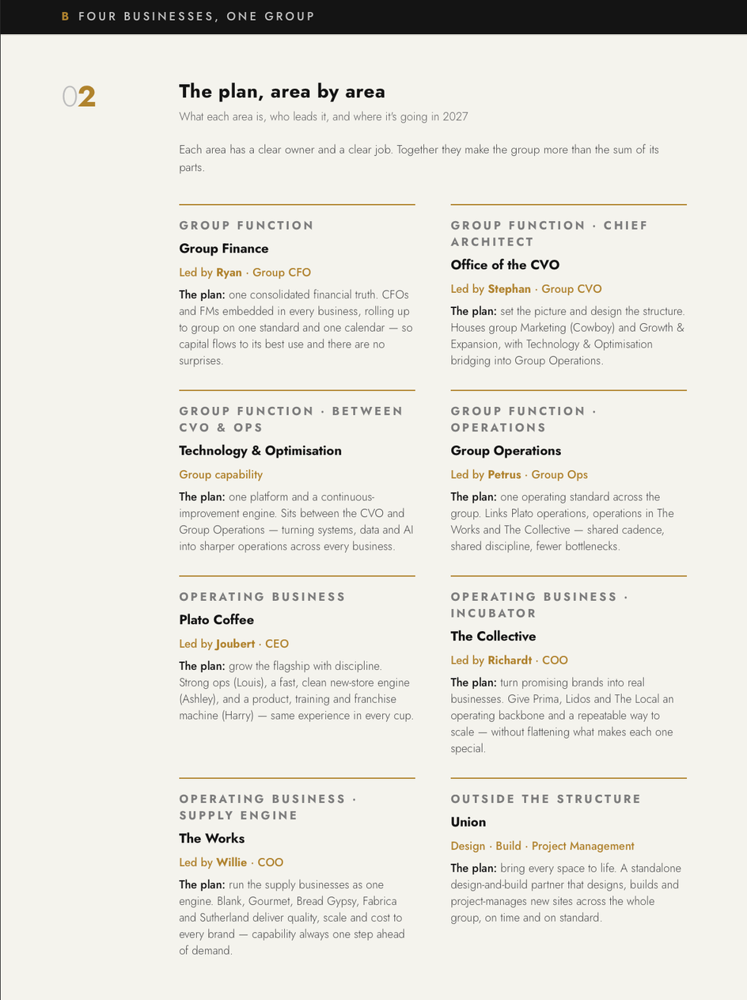 B FOUR BUSINESSES, ONE GROUP
02
The plan, area by area
What each area is, who leads it, and where it's going in 2027
Each area has a clear owner and a clear job. Together they make the group more than the sum of its
parts.
GROUP FUNCTION
Group Finance
Led by Ryan · Group CFO
The plan: one consolidated financial truth. CFOs
and FMs embedded in every business, rolling up
to group on one standard and one calendar — so
capital flows to its best use and there are no
surprises.
GROUP FUNCTION · CHIEF
ARCHITECT
Office of the CVO
Led by Stephan · Group CVO
The plan: set the picture and design the structure.
Houses group Marketing (Cowboy) and Growth &
Expansion, with Technology & Optimisation
bridging into Group Operations.
GROUP FUNCTION · BETWEEN
CVO & OPS
Technology & Optimisation
Group capability
The plan: one platform and a continuous-
improvement engine. Sits between the CVO and
Group Operations — turning systems, data and AI
into sharper operations across every business.
GROUP FUNCTION ·
OPERATIONS
Group Operations
Led by Petrus · Group Ops
The plan: one operating standard across the
group. Links Plato operations, operations in The
Works and The Collective — shared cadence,
shared discipline, fewer bottlenecks.
OPERATING BUSINESS
Plato Coffee
Led by Joubert · CEO
The plan: grow the flagship with discipline.
Strong ops (Louis), a fast, clean new-store engine
(Ashley), and a product, training and franchise
machine (Harry) — same experience in every cup.
OPERATING BUSINESS ·
INCUBATOR
The Collective
Led by Richardt · COO
The plan: turn promising brands into real
businesses. Give Prima, Lidos and The Local an
operating backbone and a repeatable way to
scale — without flattening what makes each one
special.
OPERATING BUSINESS ·
SUPPLY ENGINE
The Works
Led by Willie · COO
The plan: run the supply businesses as one
engine. Blank, Gourmet, Bread Gypsy, Fabrica
and Sutherland deliver quality, scale and cost to
every brand — capability always one step ahead
of demand.
OUTSIDE THE STRUCTURE
Union
Design · Build · Project Management
The plan: bring every space to life. A standalone
design-and-build partner that designs, builds and
project-manages new sites across the whole
group, on time and on standard.